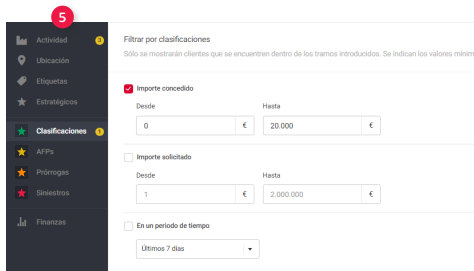 5
Actividad 3
Ubicación
Etiquetas
Estratégicos
Clasificaciones 1
AFPs
Prórrogas
Siniestros
Finanzas
Filtrar por clasificaciones
Sólo se mostrarán clientes que se encuentren dentro de los tramos introducidos. Se indican los valores mínim
Importe concedido
Desde Hasta
0 € 20.000 €
Importe solicitado
Desde Hasta
1 € 2.000.000 €
En un periodo de tiempo
Últimos 7 días